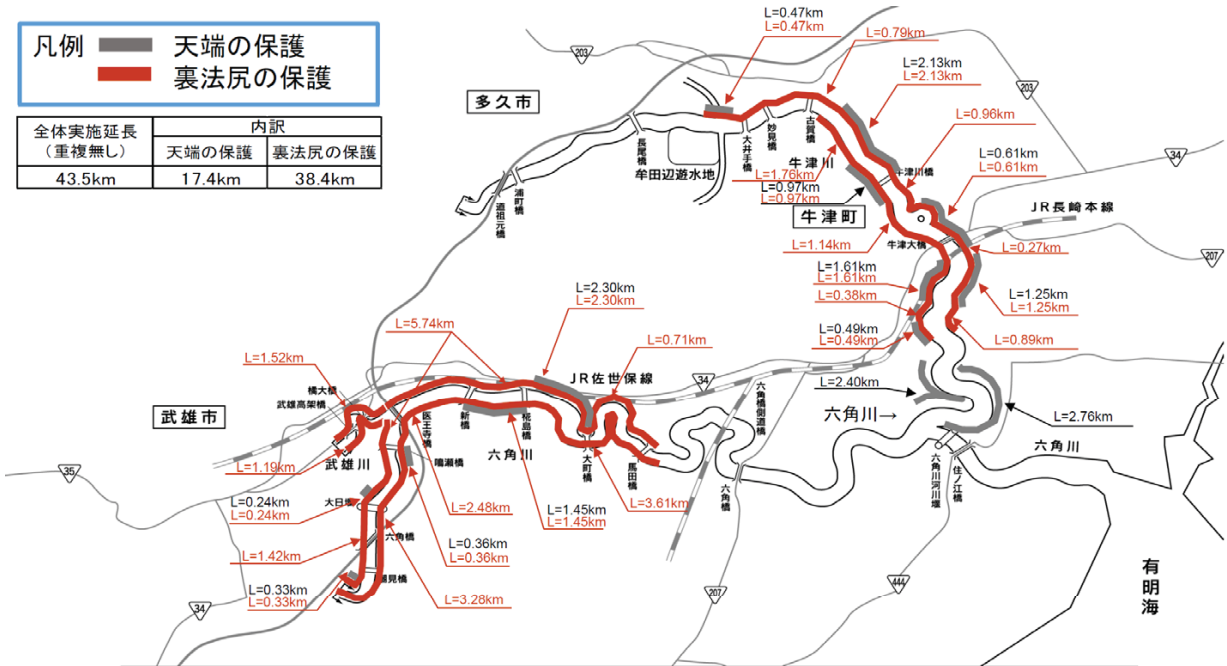 凡例 天端の保護
裏法尻の保護
全体実施延長
(重複無し)
内訳
天端の保護
裏法尻の保護
43.5km
17.4km
38.4km
L=0.47km
L=0.47km
L=0.79km
L=2.13km
L=2.13km
203
203
多久市
L=0.96km
長尾橋
大井手橋
妙見橋
古賀橋
牛津川
L=0.61km
L=0.61km
34
浦町橋
道祖元橋
牟田辺遊水地
L=1.76km
L=0.97km
L=0.97km
牛津川橋
牛津町
JR長崎本線
牛津大橋
L=1.14km
L=0.27km
207
L=1.61km
L=1.61km
L=0.38km
L=1.25km
L=1.25km
L=0.49km
L=0.49km
L=0.89km
L=2.30km
L=2.30km
L=5.74km
L=0.71km
L=1.52km
JR佐世保線
34
六角橋側道橋
L=2.40km
L=2.76km
六角川→
六角川
武雄市
武雄高架橋
医王寺橋
新橋
椛島橋
六角川
大町橋
馬田橋
六角橋
六角川河川堰
住ノ江橋
L=1.19km
武雄川
鳴瀬橋
35
L=0.24km
L=0.24km
大日堰
L=2.48km
L=1.45km
L=1.45km
L=3.61km
L=1.42km
六角橋
L=0.36km
L=0.36km
潮見橋
L=0.33km
L=0.33km
L=3.28km
34
207
444
有明海